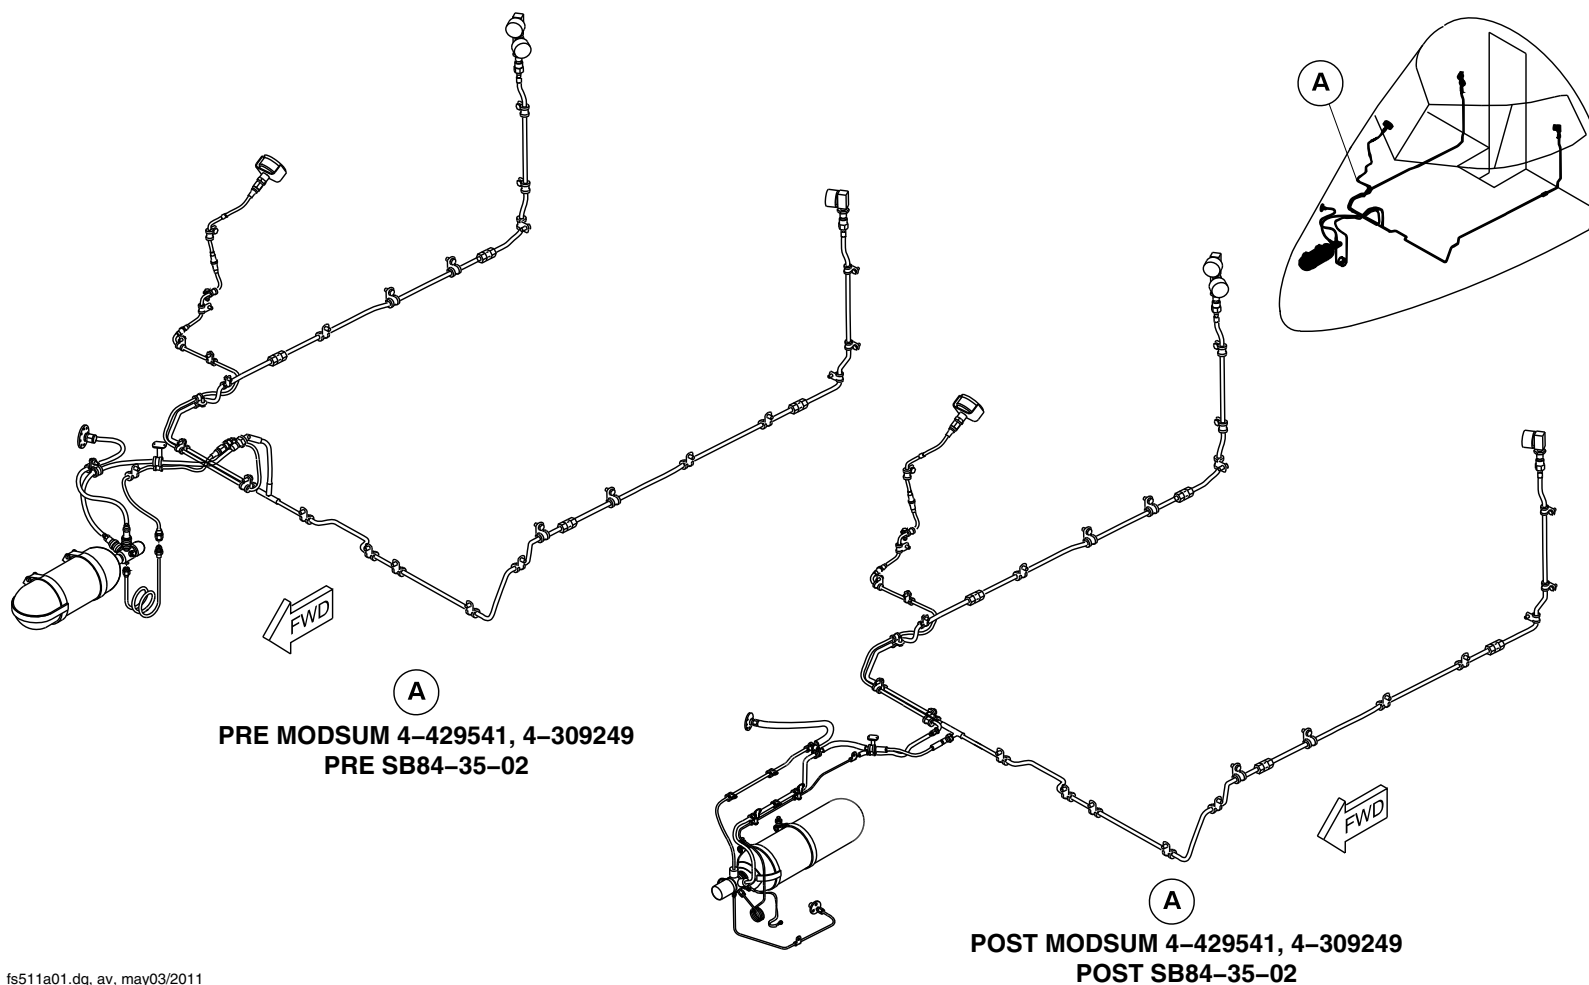 A
FWD
A
PRE MODSUM 4–429541, 4–309249
PRE SB84–35–02
FWD
A
POST MODSUM 4–429541, 4–309249
POST SB84–35–02
fs511a01.dg, av, may03/2011